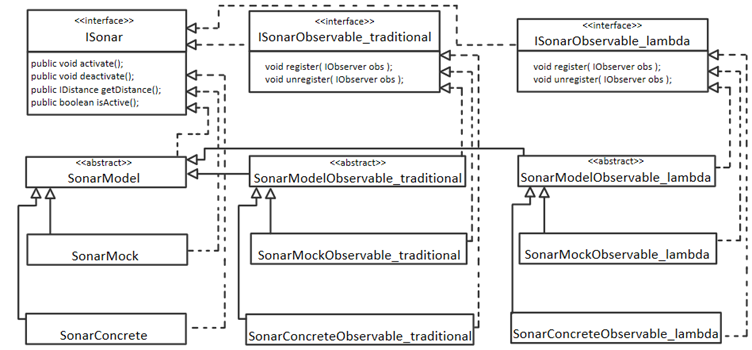 <<interface>>
ISonar
public void activate();
public void deactivate();
public IDistance getDistance();
public boolean isActive();
<<interface>>
ISonarObservable_traditional
void register( IObserver obs );
void unregister( IObserver obs );
<<interface>>
ISonarObservable_lambda
void register( IObserver obs );
void unregister( IObserver obs );
<<abstract>>
SonarModel
<<abstract>>
SonarModelObservable_traditional
<<abstract>>
SonarModelObservable_lambda
SonarMock
SonarMockObservable_traditional
SonarMockObservable_lambda
SonarConcrete
SonarConcreteObservable_traditional
SonarConcreteObservable_lambda